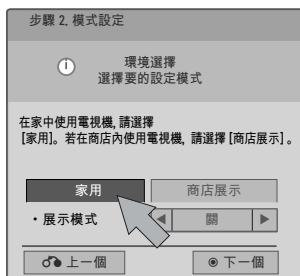 步驟 2. 模式設定
環境選擇
選擇要的設定模式
在家中使用電視機, 請選擇
[家用]。若在商店內使用電視機, 請選擇 [商店展示] 。
家用 商店展示
・展示模式 ◀ 關 ▶
上一個 ◉ 下一個